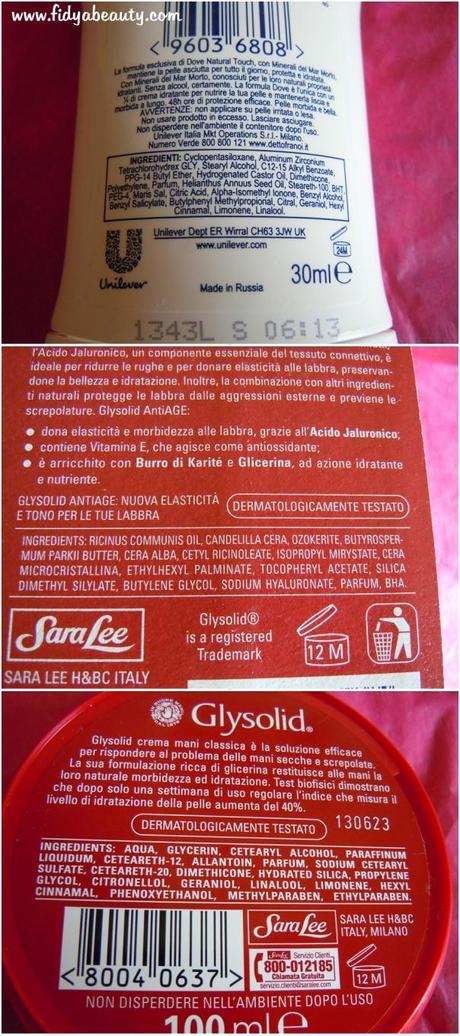 www.fidyabeauty.com
9603 6808
La formula esclusiva di Dove Natural Touch, con Minerali del Mar Morto,
mantiene la pelle asciutta per tutto il giorno, protetta e idratata.
Con Minerali del Mar Morto, conosciuti per le loro naturali proprietà
idratanti. Senza alcool, certamente. La formula Dove è l'unica con
¼ di crema idratante per nutrire la tua pelle e mantenerla liscia e
morbida a lungo. 48h ore di protezione efficace. Pelle morbida e bella.
AVVERTENZE: non applicare su pelle irritata o lesa.
Non usare prodotto in eccesso. Lasciare asciugare.
Non disperdere nell'ambiente il contenitore dopo l'uso.
Unilever Italia Mkt Operations S.r.l.- Milano.
Numero Verde 800 800 121 www.dettofranoi.it
INGREDIENTI: Cyclopentasiloxane, Aluminum Zirconium
Tetrachlorohydrex GLY, Stearyl Alcohol, C12-15 Alkyl Benzoate,
PPG-14 Butyl Ether, Hydrogenated Castor Oil, Dimethicone,
Polyethylene, Parfum, Helianthus Annuus Seed Oil, Steareth-100, BHT,
PEG-4, Maris Sal, Citric Acid, Alpha-Isomethyl Ionone, Benzyl Alcohol,
Benzyl Salicylate, Butylphenyl Methylpropional, Citral, Geraniol, Hexyl
Cinnamal, Limonene, Linalool.
Unilever Dept ER Wirral CH63 3JW UK
www.unilever.com
24M
Unilever
Made in Russia
30ml e
1343L S 06:13
l'Acido Jaluronico, un componente essenziale del tessuto connettivo, è
ideale per ridurre le rughe e per donare elasticità alle labbra, preservan-
done la bellezza e idratazione. Inoltre, la combinazione con altri ingredien-
ti naturali protegge le labbra dalle aggressioni esterne e previene le
screpolature. Glysolid AntiAGE:
● dona elasticità e morbidezza alle labbra, grazie all'Acido Jaluronico;
● contiene Vitamina E, che agisce come antiossidante;
● è arricchito con Burro di Karité e Glicerina, ad azione idratante
e nutriente.
GLYSOLID ANTIAGE: NUOVA ELASTICITÀ
E TONO PER LE TUE LABBRA
DERMATOLOGICAMENTE TESTATO
INGREDIENTS: RICINUS COMMUNIS OIL, CANDELILLA CERA, OZOKERITE, BUTYROSPER-
MUM PARKII BUTTER, CERA ALBA, CETYL RICINOLEATE, ISOPROPYL MIRYSTATE, CERA
MICROCRISTALLINA, ETHYLHEXYL PALMINATE, TOCOPHERYL ACETATE, SILICA
DIMETHYL SILYLATE, BUTYLENE GLYCOL, SODIUM HYALURONATE, PARFUM, BHA.
Sara Lee
SARA LEE H&BC ITALY
Glysolid®
is a registered
Trademark
12 M
Glysolid®
Glysolid crema mani classica è la soluzione efficace
per rispondere al problema delle mani secche e screpolate.
La sua formulazione ricca di glicerina restituisce alle mani la
loro naturale morbidezza ed idratazione. Test biofisici dimostrano
che dopo solo una settimana di uso regolare l'indice che misura il
livello di idratazione della pelle aumenta del 40%.
DERMATOLOGICAMENTE TESTATO
130623
INGREDIENTS: AQUA, GLYCERIN, CETEARYL ALCOHOL, PARAFFINUM
LIQUIDUM, CETEARETH-12, ALLANTOIN, PARFUM, SODIUM CETEARYL
SULFATE, CETEARETH-20, DIMETHICONE, HYDRATED SILICA, PROPYLENE
GLYCOL, CITRONELLOL, GERANIOL, LINALOOL, LIMONENE, HEXYL
CINNAMAL, PHENOXYETHANOL, METHYLPARABEN, ETHYLPARABEN.
<8004 0637>
Sara Lee
SARA LEE H&BC
ITALY, MILANO
Sara Lee Servizio Clienti
800-012185
Chiamata Gratuita
servizio.clienti@saralee.com
12 M
NON DISPERDERE NELL'AMBIENTE DOPO L'USO
100 ml e